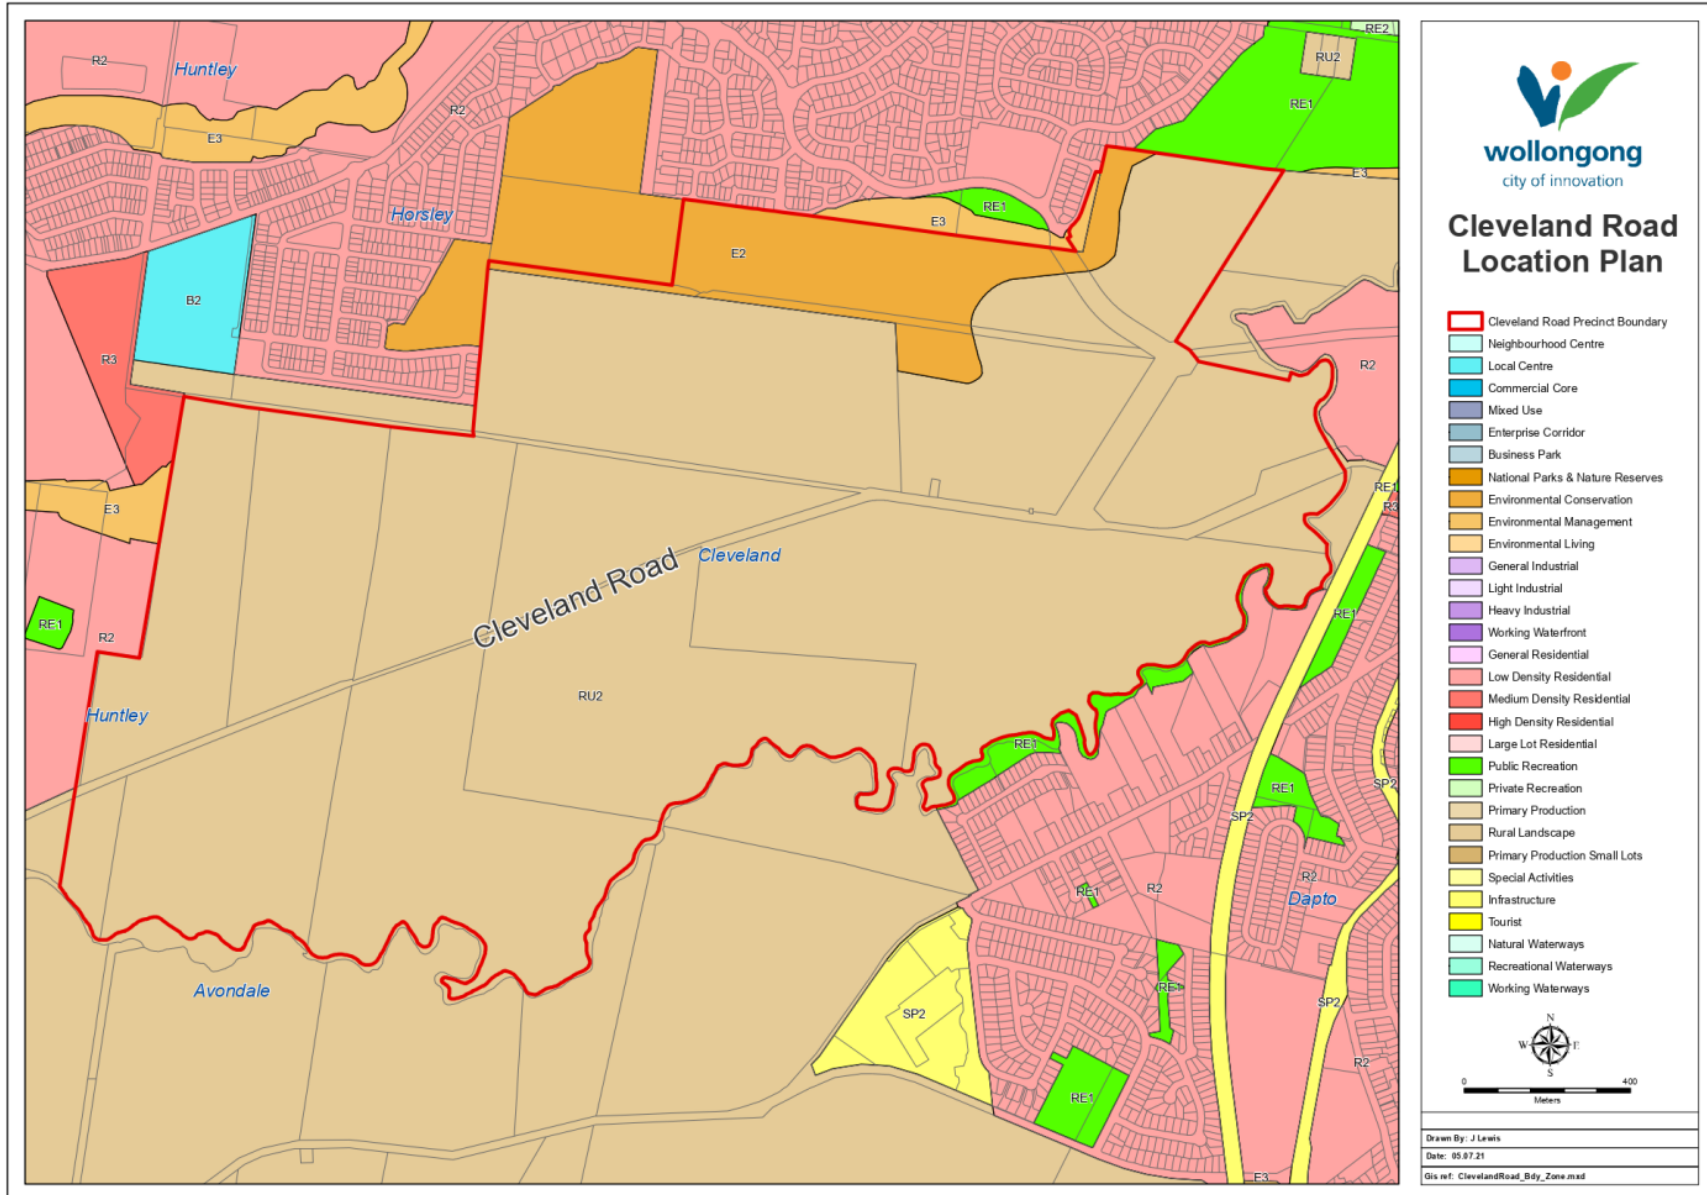 R2
Huntley
E3
R2
Horsley
B2
R3
E3
RE1
R2
Huntley
E2
E3
RE1
RE2
RU2
RE1
E3
R2
RE1
R3
Cleveland
Cleveland Road
RU2
RE1
RE1
RE1
SP2
SP2
R2
Dapto
RE1
R2
RE1
SP2
SP2
RE1
R2
E3
Avondale
wollongong
city of innovation
Cleveland Road
Location Plan
Cleveland Road Precinct Boundary
Neighbourhood Centre
Local Centre
Commercial Core
Mixed Use
Enterprise Corridor
Business Park
National Parks & Nature Reserves
Environmental Conservation
Environmental Management
Environmental Living
General Industrial
Light Industrial
Heavy Industrial
Working Waterfront
General Residential
Low Density Residential
Medium Density Residential
High Density Residential
Large Lot Residential
Public Recreation
Private Recreation
Primary Production
Rural Landscape
Primary Production Small Lots
Special Activities
Infrastructure
Tourist
Natural Waterways
Recreational Waterways
Working Waterways
N
W E
S
0 400
Meters
Drawn By: J Lewis
Date: 05.07.21
Gis ref: ClevelandRoad_Bdy_Zone.mxd